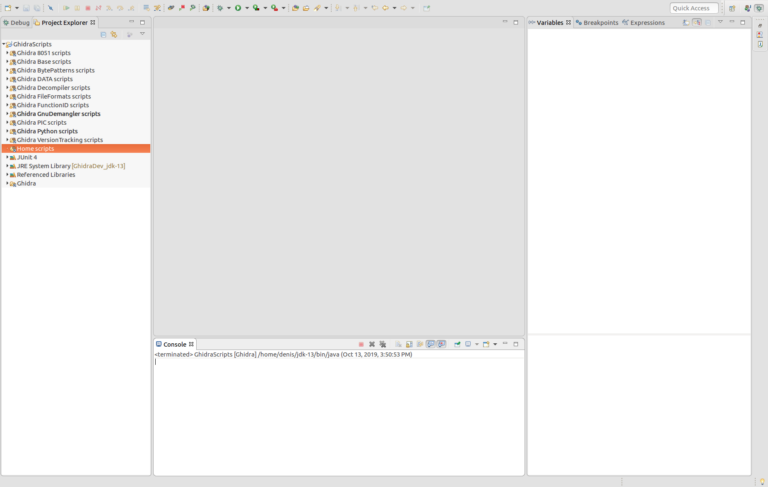 Quick Access
Debug
Project Explorer
GhidraScripts
Ghidra 8051 scripts
Ghidra Base scripts
Ghidra BytePatterns scripts
Ghidra DATA scripts
Ghidra Decompiler scripts
Ghidra FileFormats scripts
Ghidra FunctionID scripts
Ghidra GnuDemangler scripts
Ghidra PIC scripts
Ghidra Python scripts
Ghidra VersionTracking scripts
Home scripts
JUnit 4
JRE System Library [GhidraDev_jdk-13]
Referenced Libraries
Ghidra
Console
<terminated> GhidraScripts [Ghidra] /home/denis/jdk-13/bin/java (Oct 13, 2019, 3:50:53 PM)
Variables
Breakpoints
Expressions